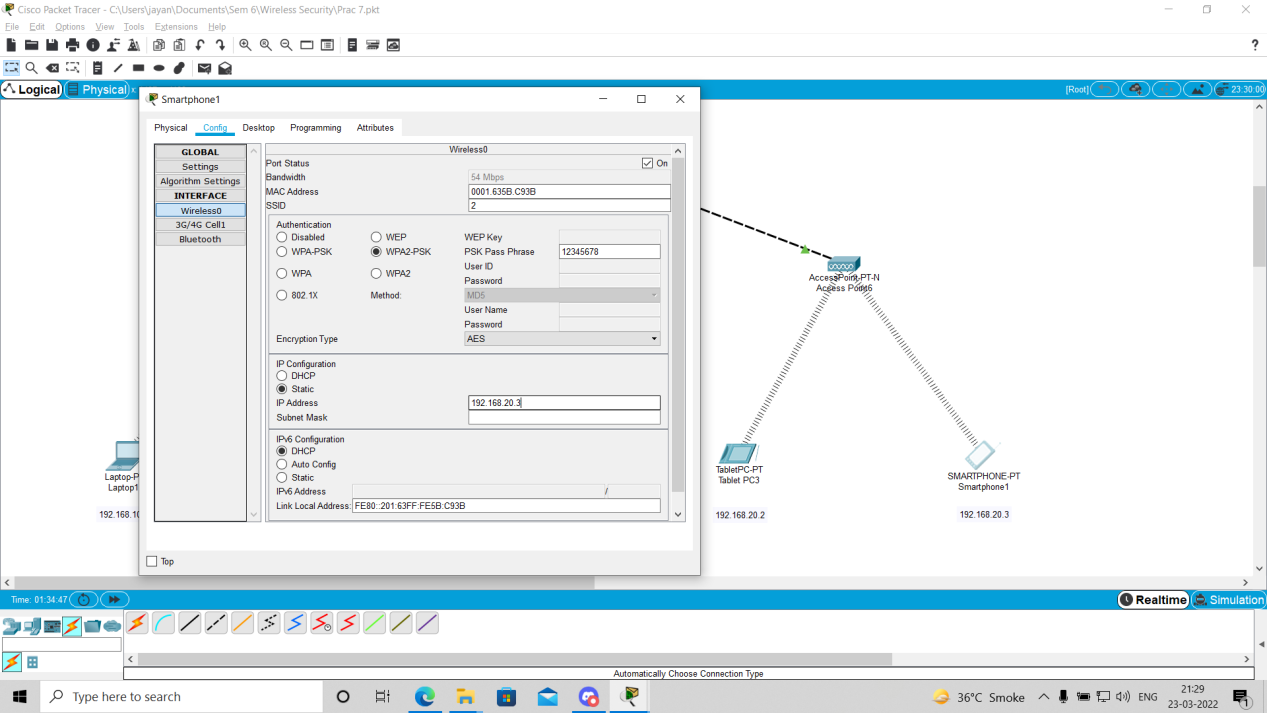 Cisco Packet Tracer - C:\Users\jayan\Documents\Sem 6\Wireless Security\Prac 7.pkt
File Edit Options View Tools Extensions Help
?
Logical Physical x: [Root] 23:30:00
Smartphone1
Physical Config Desktop Programming Attributes
GLOBAL
Settings
Algorithm Settings
INTERFACE
Wireless0
3G/4G Cell1
Bluetooth
Wireless0
Port Status On
Bandwidth 54 Mbps
MAC Address 0001.635B.C93B
SSID 2
Authentication
Disabled WEP WEP Key
WPA-PSK WPA2-PSK PSK Pass Phrase 12345678
User ID
WPA WPA2 Password
802.1X Method: MD5
User Name
Password
Encryption Type AES
IP Configuration
DHCP
Static
IP Address 192.168.20.3
Subnet Mask
IPv6 Configuration
DHCP
Auto Config
Static
IPv6 Address /
Link Local Address: FE80::201:63FF:FE5B:C93B
Top
Laptop-P
Laptop1
192.168.10
AccessPoint-PT-N
Access Point6
TabletPC-PT
Tablet PC3
192.168.20.2
SMARTPHONE-PT
Smartphone1
192.168.20.3
Time: 01:34:47 Realtime Simulation
Automatically Choose Connection Type
Type here to search
36°C Smoke ENG 21:29
23-03-2022
1